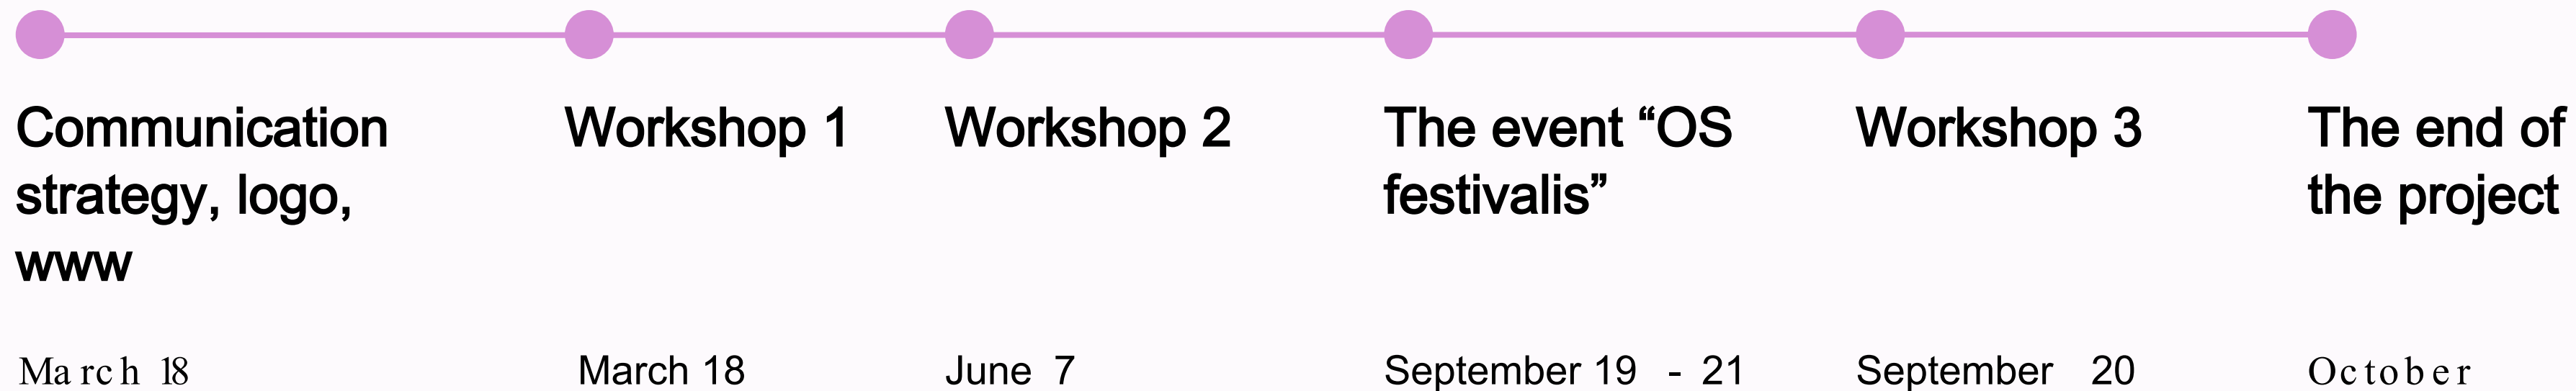 Communication
strategy, logo,
www
March 18
Workshop 1
March 18
Workshop 2
June 7
The event “OS
festivalis”
September 19 - 21
Workshop 3
September 20
The end of
the project
October